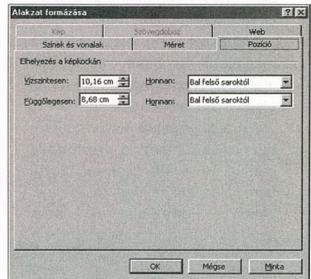 Alakzat formázása
Kép Szövegdoboz Web
Színek és vonalak Méret Pozíció
Elhelyezés a képkockán
Vízszintesen: 10,16 cm Honnan: Bal felső saroktól
Függőlegesen: 8,68 cm Honnan: Bal felső saroktól
OK Mégse Minta